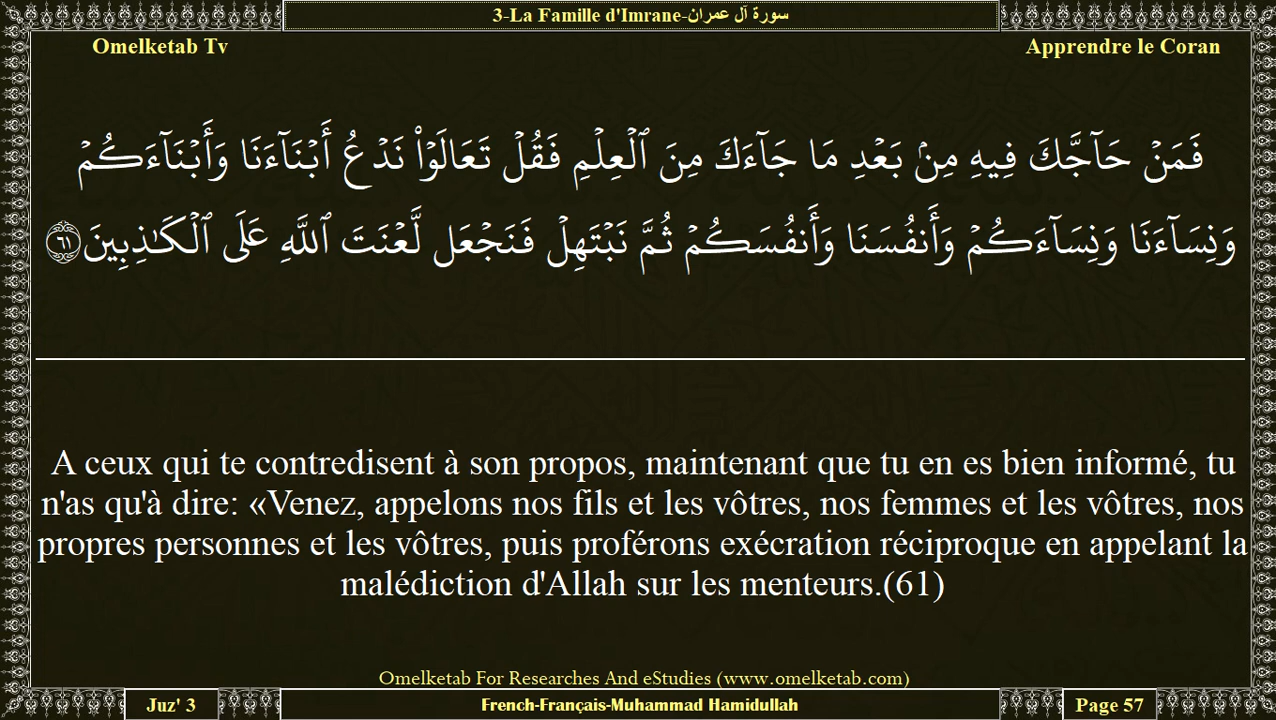 3-La Famille d'Imrane-سورة آل عمران
Omelketab Tv
Apprendre le Coran
فَمَنْ حَآجَّكَ فِيهِ مِنۢ بَعْدِ مَا جَآءَكَ مِنَ ٱلْعِلْمِ فَقُلْ تَعَالَوْا۟ نَدْعُ أَبْنَآءَنَا وَأَبْنَآءَكُمْ
وَنِسَآءَنَا وَنِسَآءَكُمْ وَأَنفُسَنَا وَأَنفُسَكُمْ ثُمَّ نَبْتَهِلْ فَنَجْعَل لَّعْنَتَ ٱللَّهِ عَلَى ٱلْكَـٰذِبِينَ ٦١
A ceux qui te contredisent à son propos, maintenant que tu en es bien informé, tu
n'as qu'à dire: «Venez, appelons nos fils et les vôtres, nos femmes et les vôtres, nos
propres personnes et les vôtres, puis proférons exécration réciproque en appelant la
malédiction d'Allah sur les menteurs.(61)
Omelketab For Researches And eStudies (www.omelketab.com)
Juz' 3
French-Français-Muhammad Hamidullah
Page 57